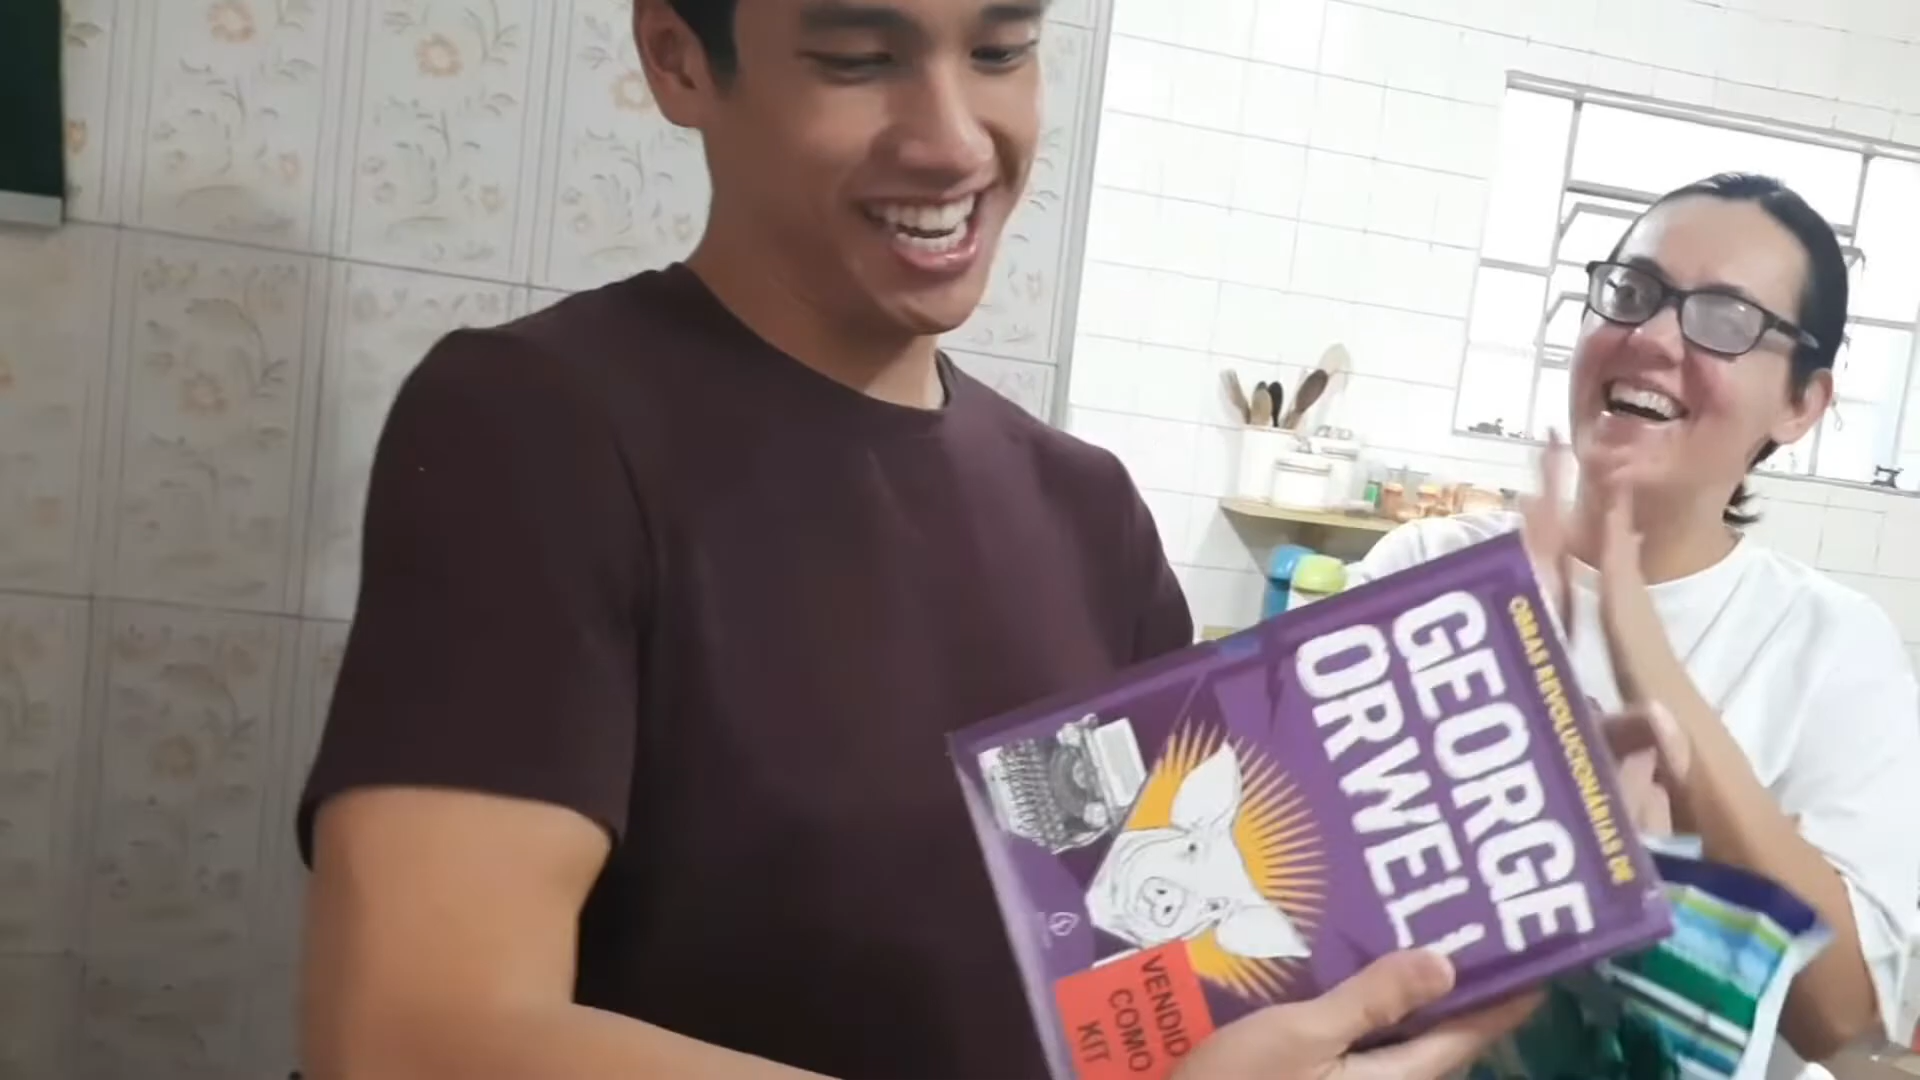 OBRAS REVOLUCIONÁRIAS DE
GEORGE
ORWELL
VENDIDO
COMO
KIT